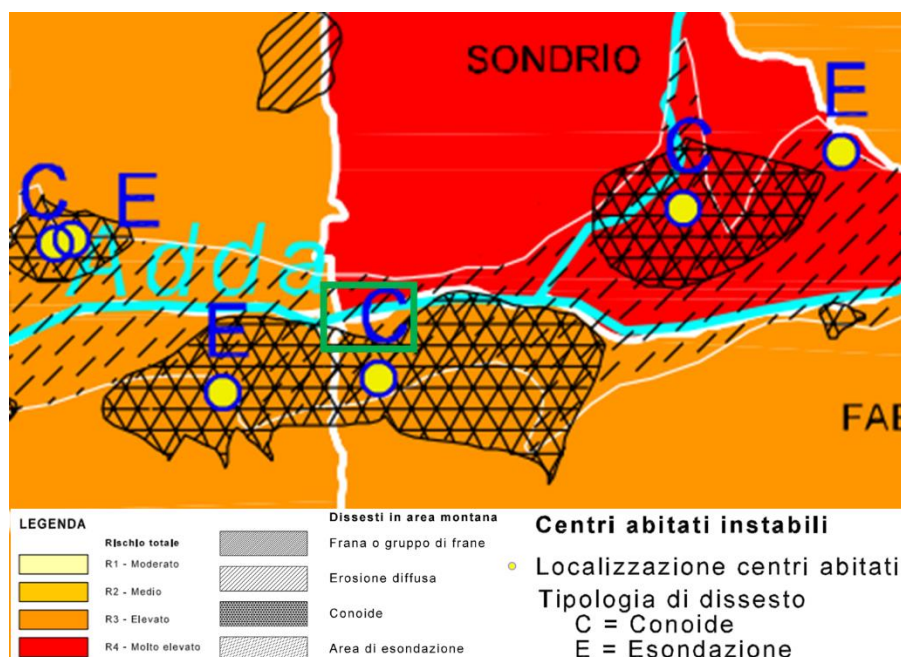 SONDRIO
E
C
C
E
Adda
E
C
FAE
LEGENDA
Rischio totale
R1 - Moderato
R2 - Medio
R3 - Elevato
R4 - Molto elevato
Dissesti in area montana
Frana o gruppo di frane
Erosione diffusa
Conoide
Area di esondazione
Centri abitati instabili
Localizzazione centri abitati
Tipologia di dissesto
C = Conoide
E = Esondazione